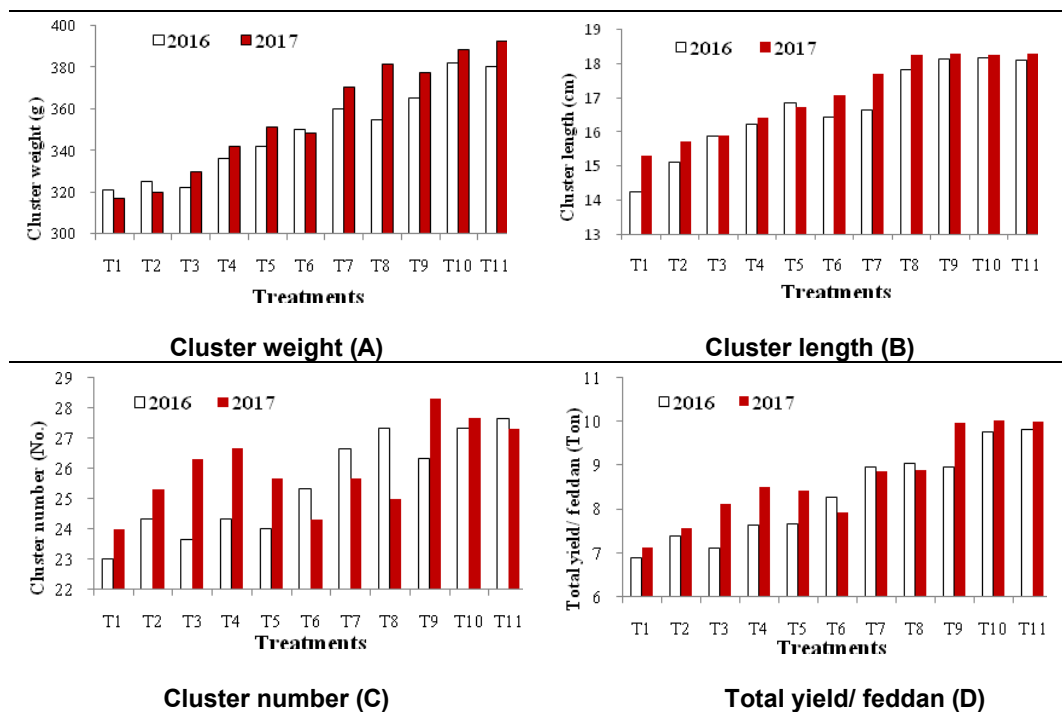 400
380
360
340
320
300
Cluster weight (g)
2016 2017
T1 T2 T3 T4 T5 T6 T7 T8 T9 T10 T11
Treatments
Cluster weight (A)
19
18
17
16
15
14
13
Cluster length (cm)
2016 2017
T1 T2 T3 T4 T5 T6 T7 T8 T9 T10 T11
Treatments
Cluster length (B)
29
28
27
26
25
24
23
22
Cluster number (No.)
2016 2017
T1 T2 T3 T4 T5 T6 T7 T8 T9 T10 T11
Treatments
Cluster number (C)
11
10
9
8
7
6
Total yield/ feddan (Ton)
2016 2017
T1 T2 T3 T4 T5 T6 T7 T8 T9 T10 T11
Treatments
Total yield/ feddan (D)